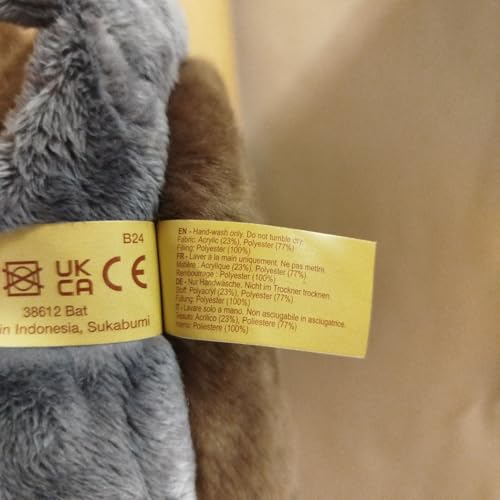 B24
UK
CA CE
38612 Bat
in Indonesia, Sukabumi
EN - Hand-wash only. Do not tumble dry.
Fabric: Acrylic (23%), Polyester (77%)
Filling: Polyester (100%)
FR - Laver à la main uniquement. Ne pas mettre.
Matière : Acrylique (23%), Polyester (77%)
Rembourrage : Polyester (100%)
DE - Nur Handwäsche. Nicht im Trockner trocknen.
Stoff: Polyacryl (23%), Polyester (77%)
Füllung: Polyester (100%)
IT - Lavare solo a mano. Non asciugabile in asciugatrice.
Tessuto: Acrilico (23%), Poliestere (77%)
Poliestere (100%)